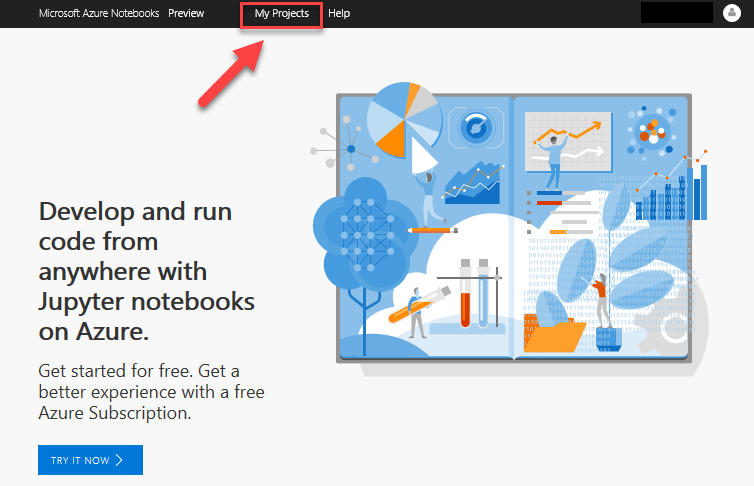 Microsoft Azure Notebooks Preview My Projects Help
Develop and run
code from
anywhere with
Jupyter notebooks
on Azure.
Get started for free. Get a
better experience with a free
Azure Subscription.
TRY IT NOW